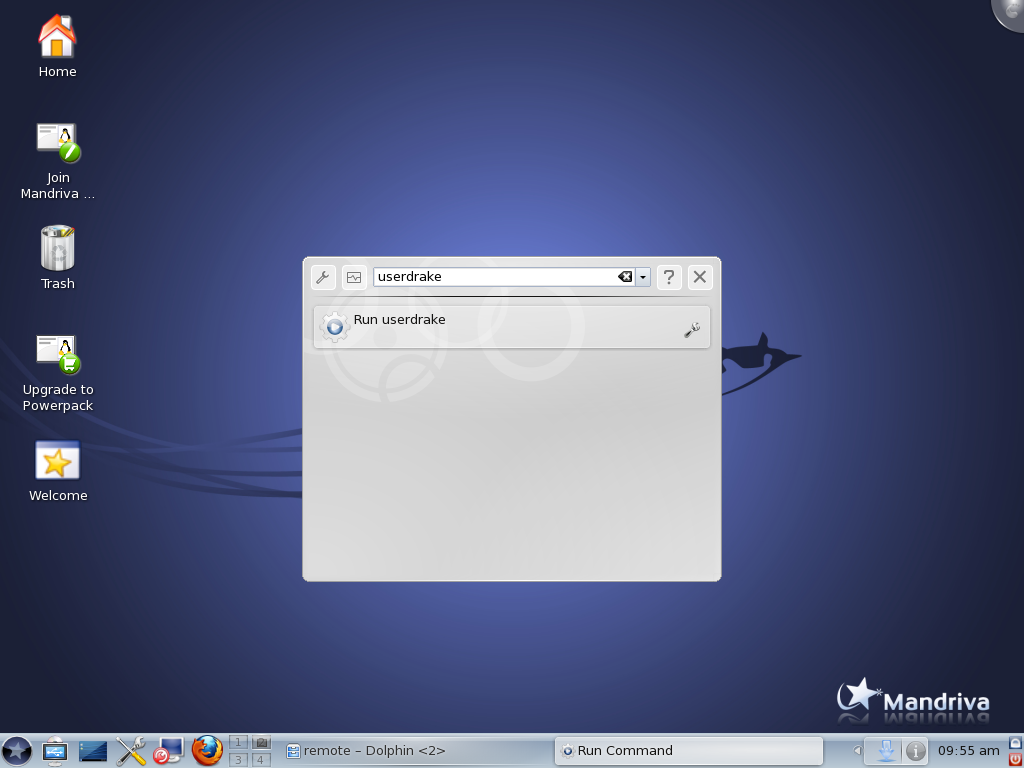 Home
Join
Mandriva ...
Trash
Upgrade to
Powerpack
Welcome
userdrake
?
Run userdrake
Mandriva
1
3
4
remote – Dolphin <2>
Run Command
09:55 am